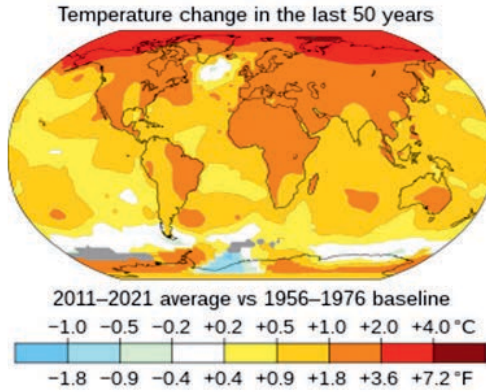 Temperature change in the last 50 years
2011–2021 average vs 1956–1976 baseline
−1.0 −0.5 −0.2 +0.2 +0.5 +1.0 +2.0 +4.0 °C
−1.8 −0.9 −0.4 +0.4 +0.9 +1.8 +3.6 +7.2 °F